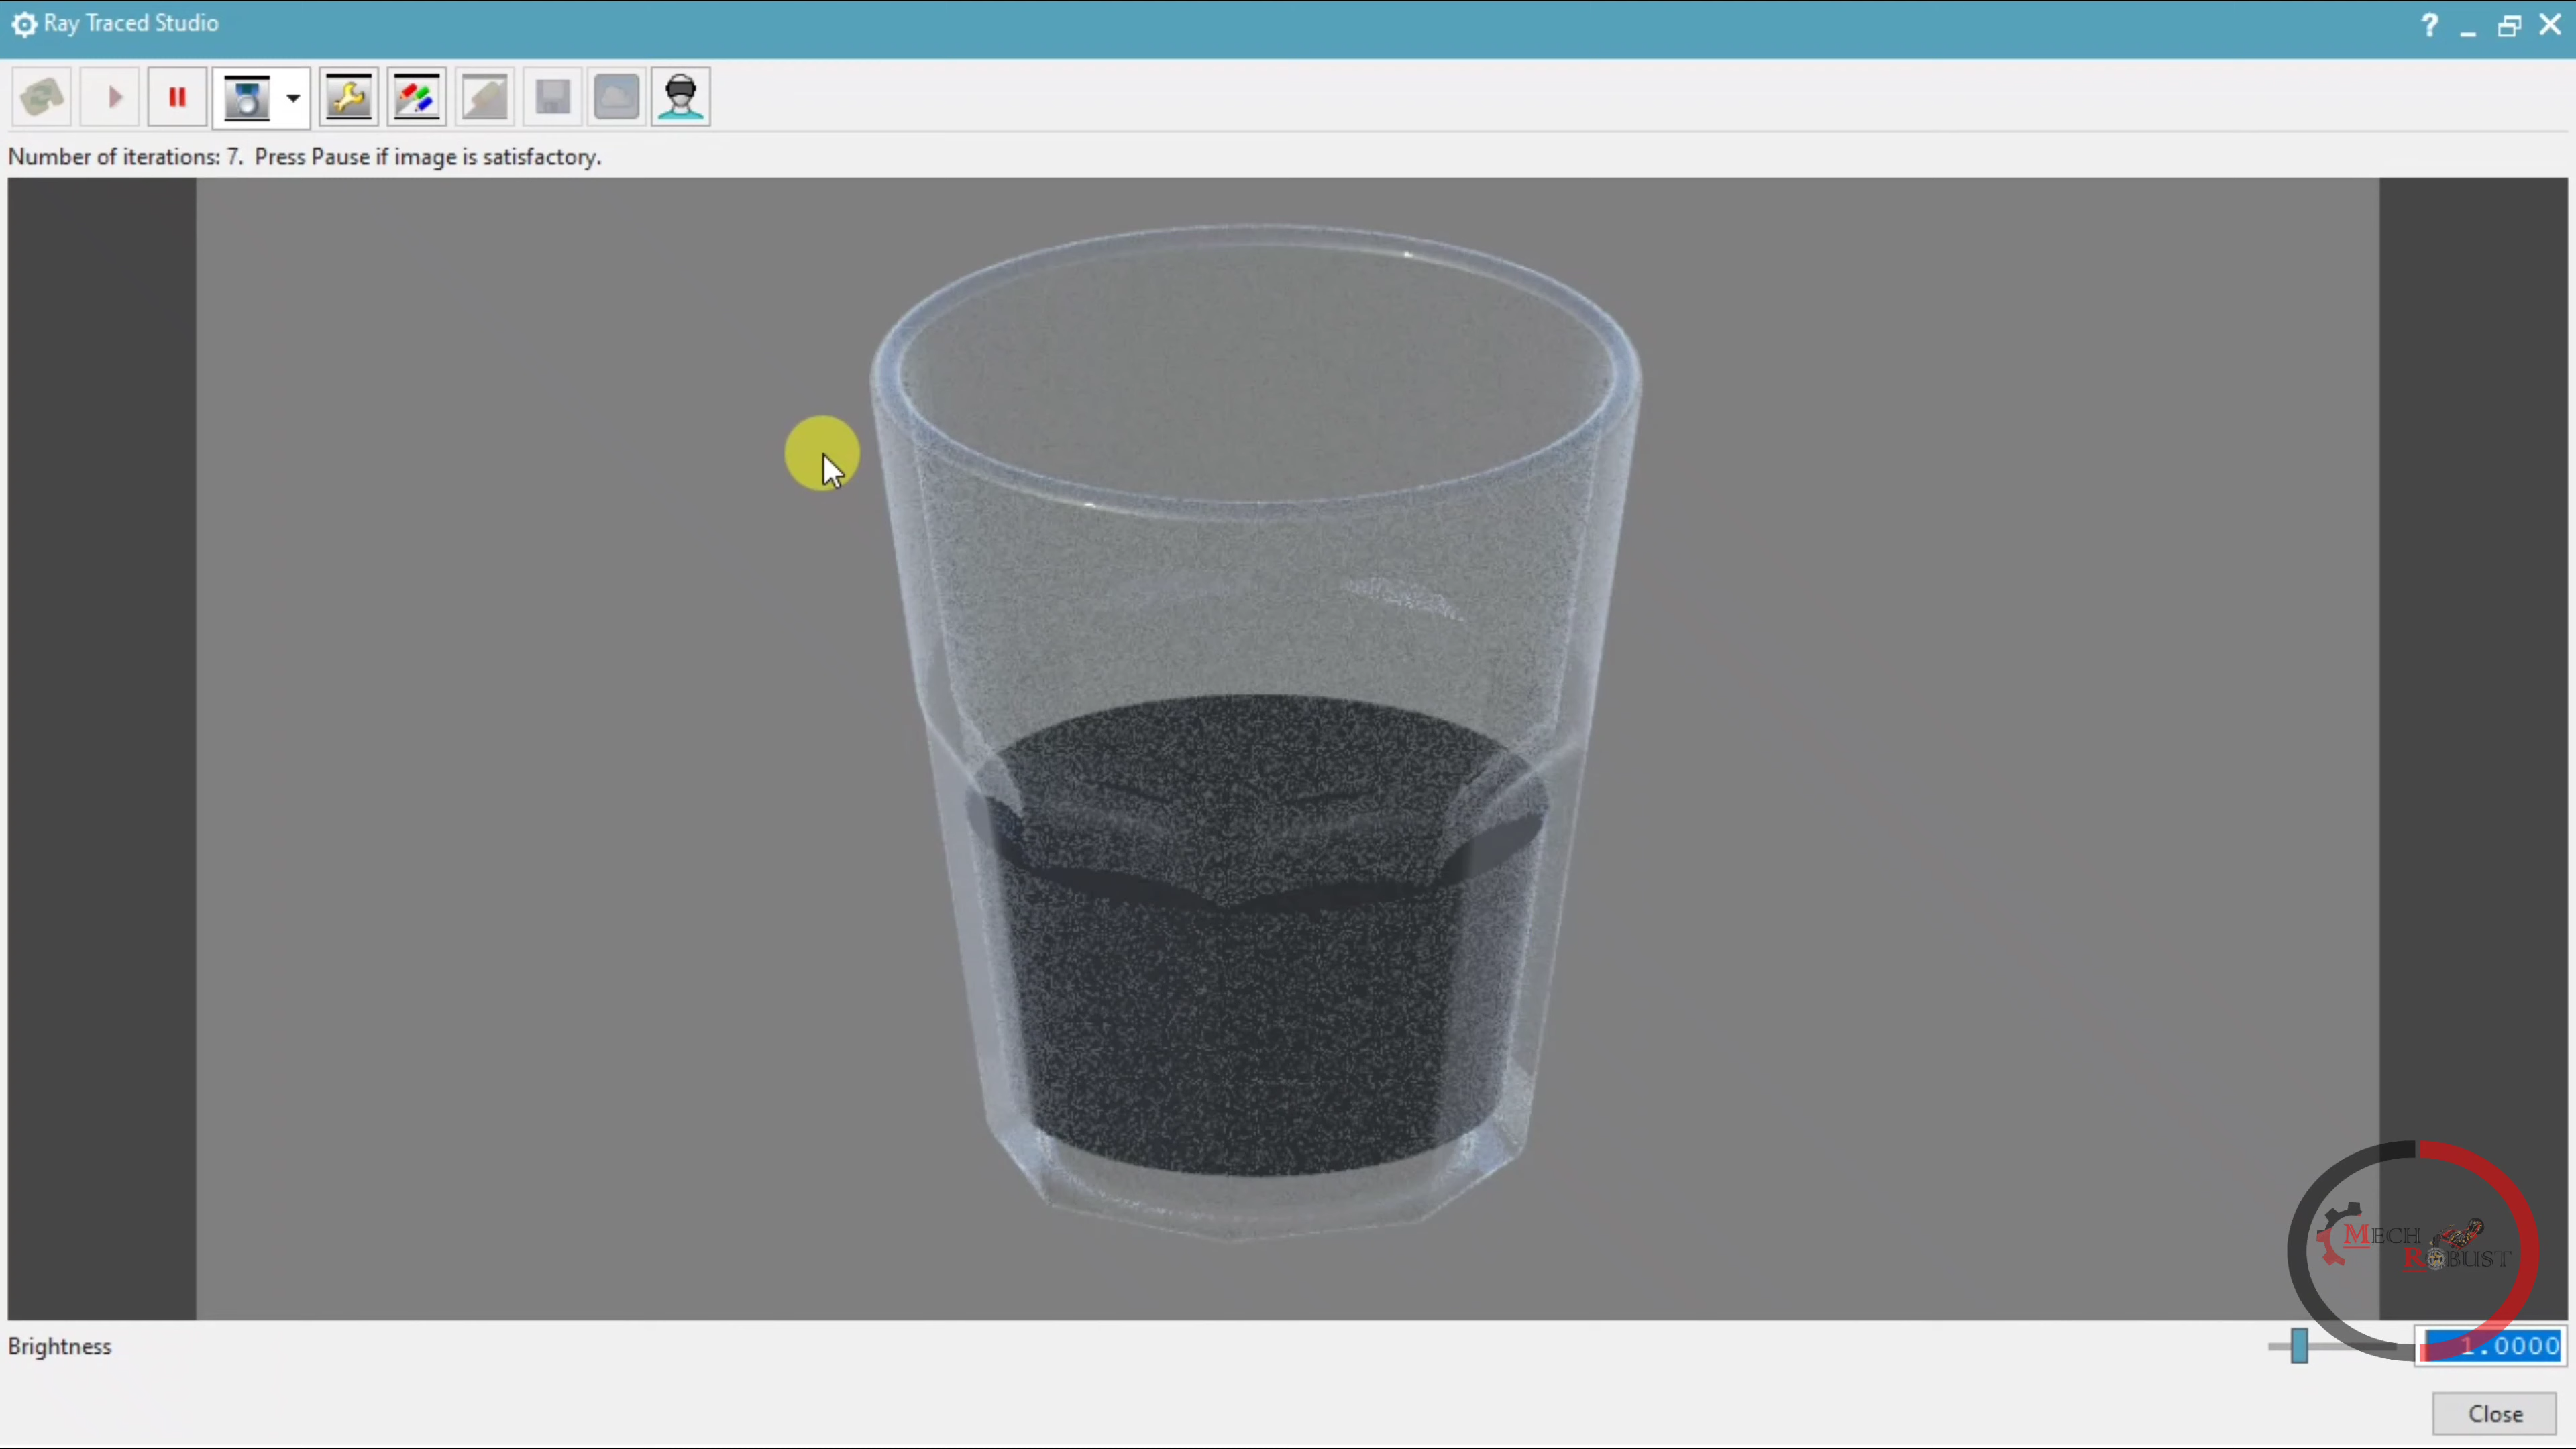 Ray Traced Studio
Number of iterations: 7.  Press Pause if image is satisfactory.
MECH
ROBUST
Brightness
1.0000
Close